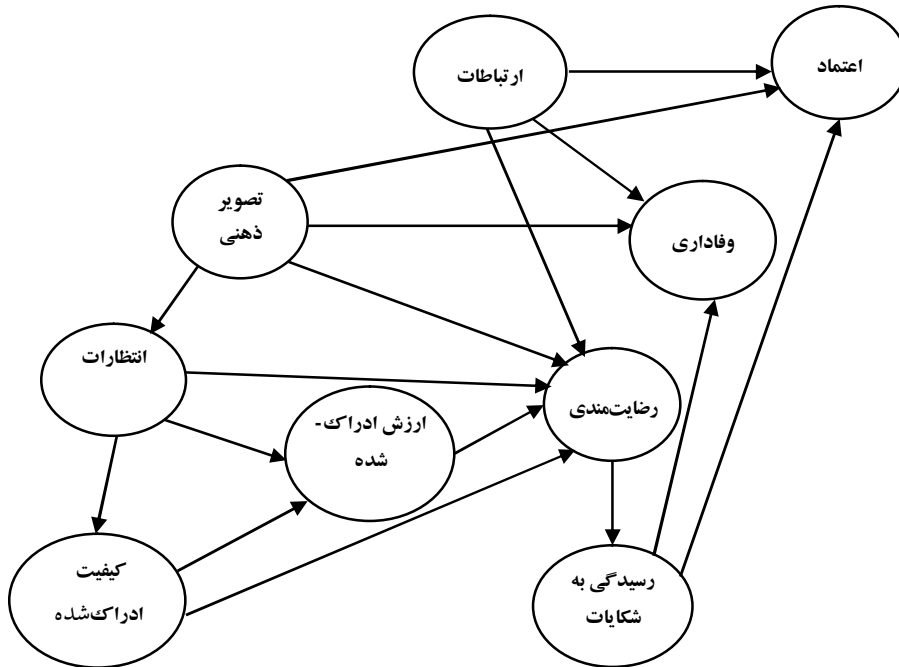 اعتماد
ارتباطات
تصویر
ذهنی
وفاداری
انتظارات
رضایت‌مندی
ارزش ادراک-
شده
کیفیت
ادراک‌شده
رسیدگی به
شکایات